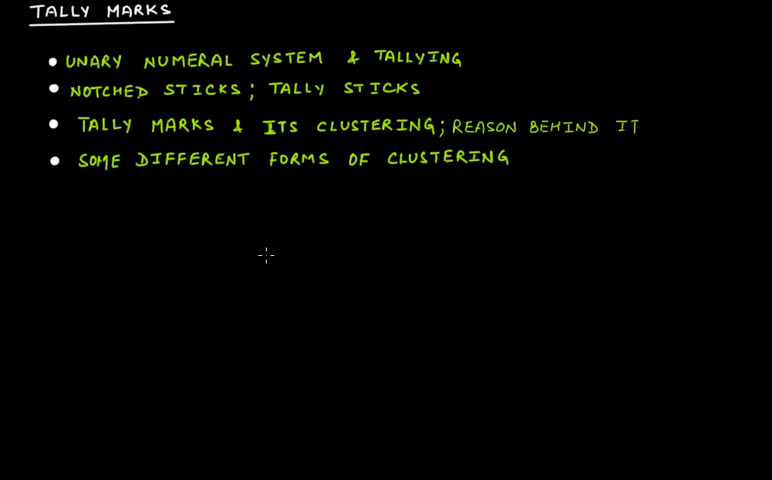 TALLY MARKS
• UNARY NUMERAL SYSTEM & TALLYING
• NOTCHED STICKS; TALLY STICKS
• TALLY MARKS & ITS CLUSTERING; REASON BEHIND IT
• SOME DIFFERENT FORMS OF CLUSTERING